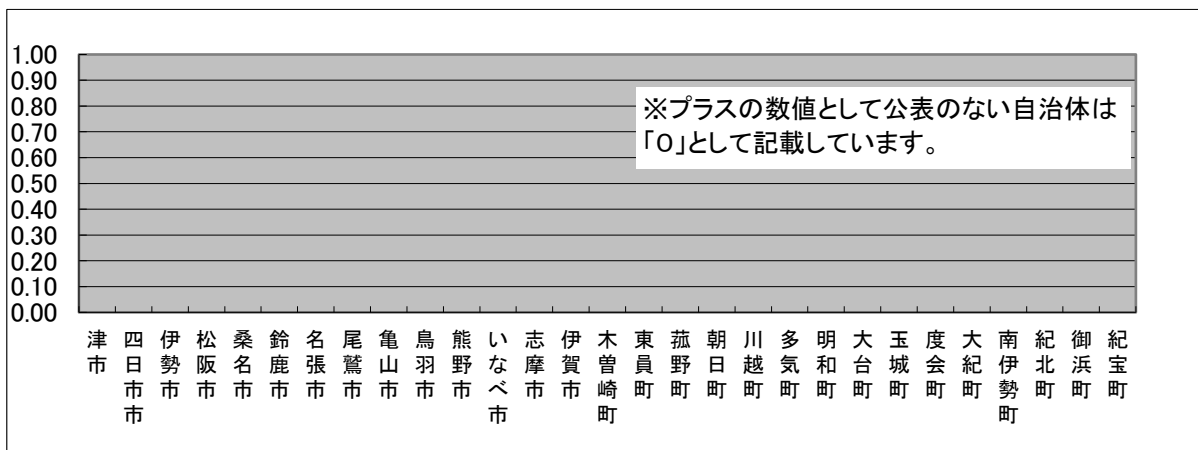 1.00
0.90
0.80
0.70
0.60
0.50
0.40
0.30
0.20
0.10
0.00
※プラスの数値として公表のない自治体は
「0」として記載しています。
津市
四日市市
伊勢市
松阪市
桑名市
鈴鹿市
名張市
尾鷲市
亀山市
鳥羽市
熊野市
いなべ市
志摩市
伊賀市
木曽崎町
東員町
菰野町
朝日町
川越町
多気町
明和町
大台町
玉城町
度会町
大紀町
南伊勢町
紀北町
御浜町
紀宝町